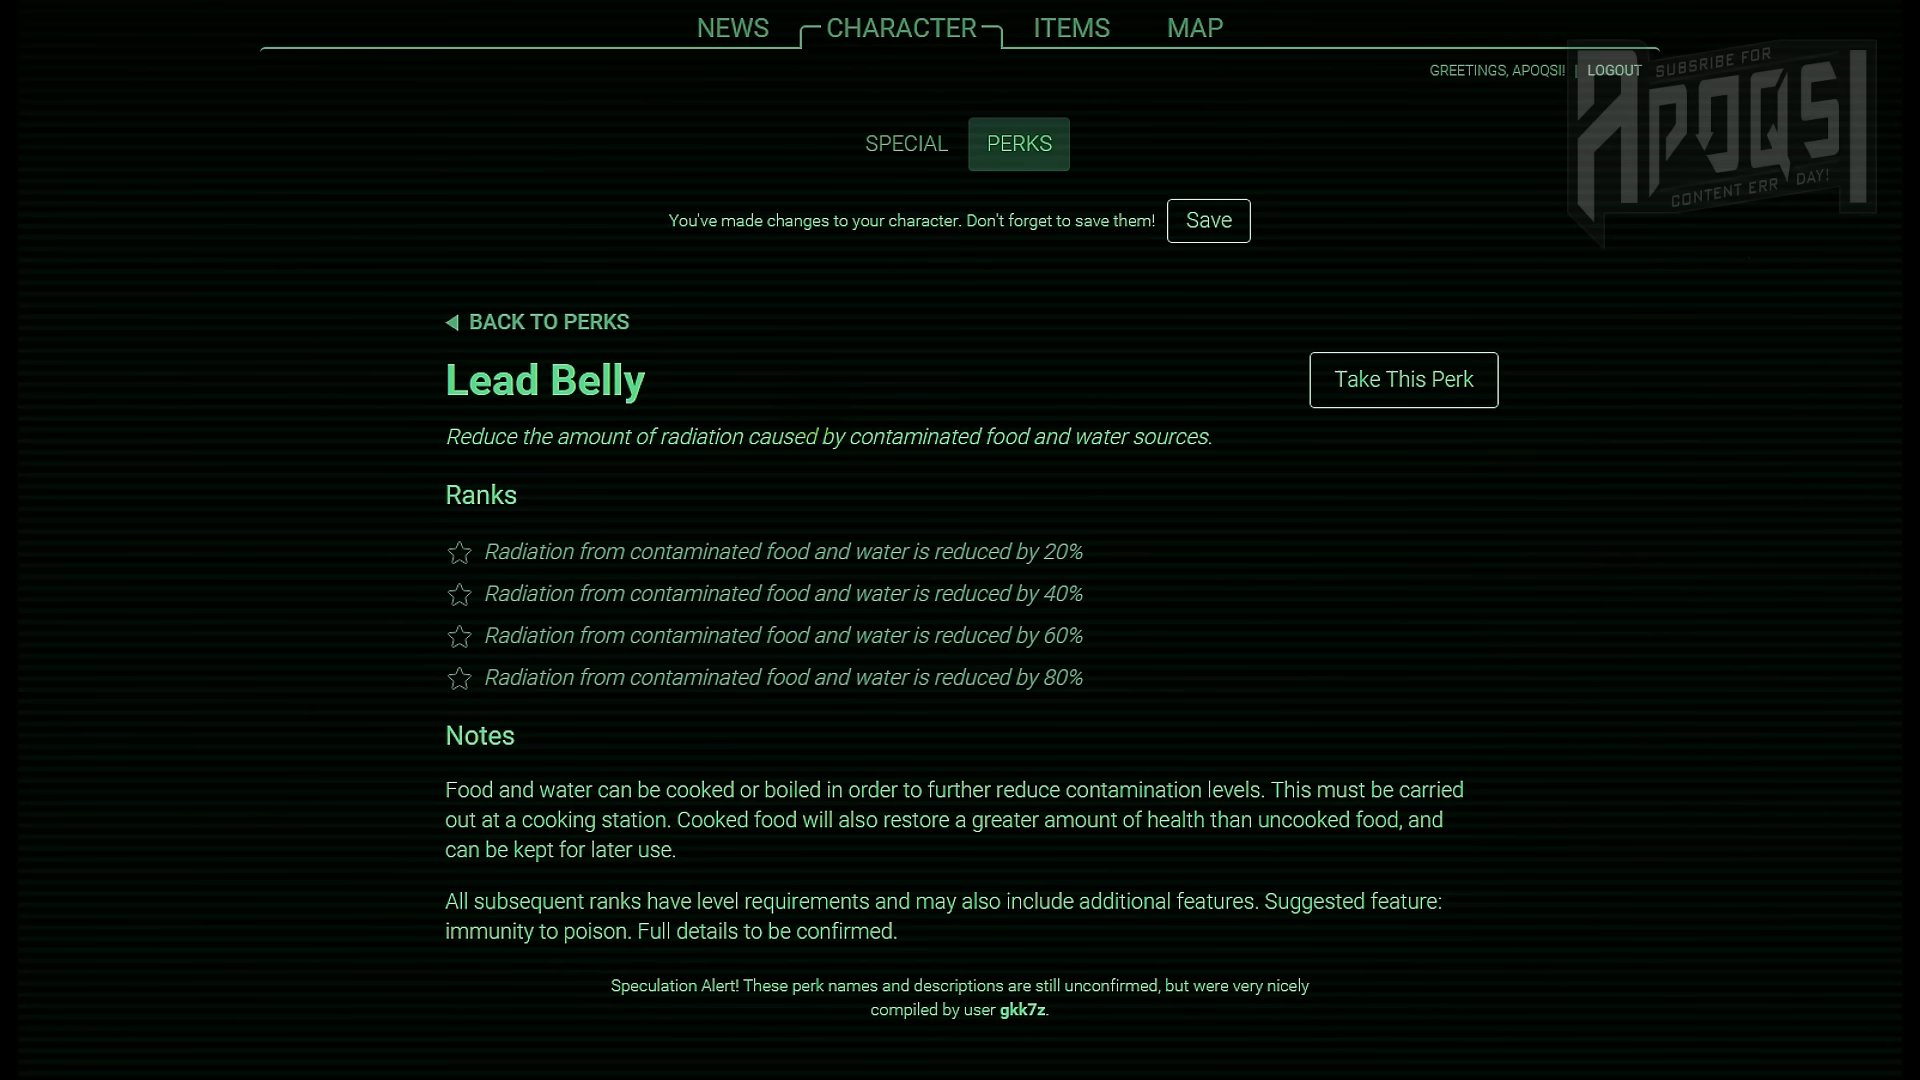 NEWS CHARACTER ITEMS MAP
GREETINGS, APOQSI! | LOGOUT
SUBSRIBE FOR
APOQSI
CONTENT ERR DAY!
SPECIAL PERKS
You've made changes to your character. Don't forget to save them! Save
BACK TO PERKS
Lead Belly
Take This Perk
Reduce the amount of radiation caused by contaminated food and water sources.
Ranks
Radiation from contaminated food and water is reduced by 20%
Radiation from contaminated food and water is reduced by 40%
Radiation from contaminated food and water is reduced by 60%
Radiation from contaminated food and water is reduced by 80%
Notes
Food and water can be cooked or boiled in order to further reduce contamination levels. This must be carried
out at a cooking station. Cooked food will also restore a greater amount of health than uncooked food, and
can be kept for later use.
All subsequent ranks have level requirements and may also include additional features. Suggested feature:
immunity to poison. Full details to be confirmed.
Speculation Alert! These perk names and descriptions are still unconfirmed, but were very nicely
compiled by user gkk7z.